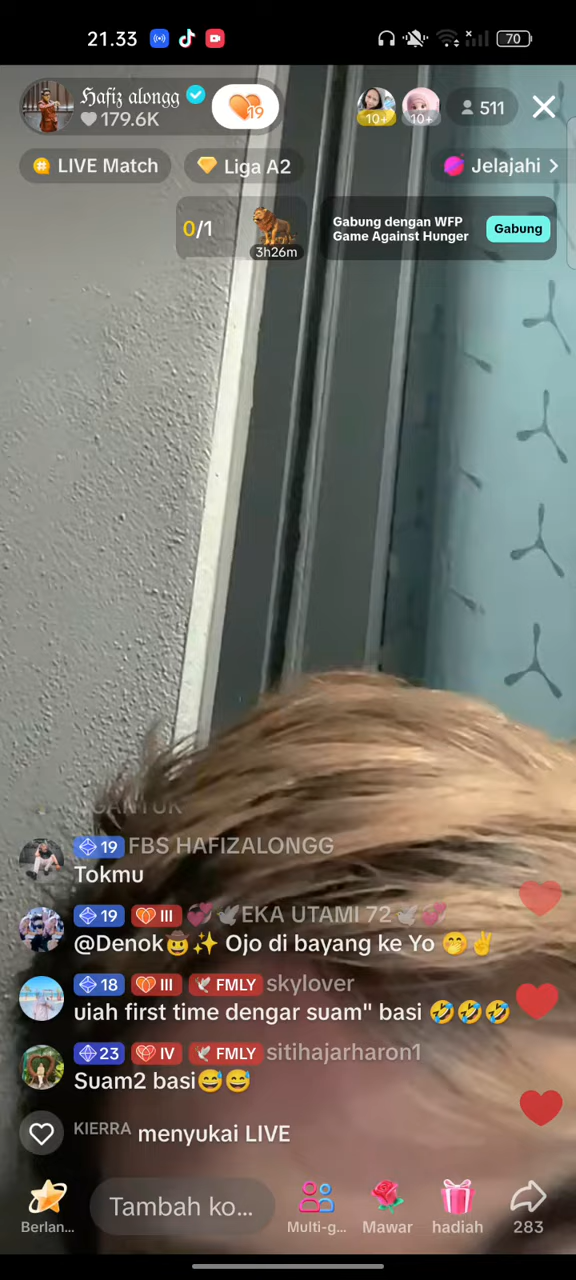 21.33
70
Hafiz alongg
179.6K
19
10+
10+
511
LIVE Match
Liga A2
Jelajahi >
0/1
3h26m
Gabung dengan WFP
Game Against Hunger
Gabung
19 FBS HAFIZALONGG
Tokmu
19 III 💞🕊️EKA UTAMI 72🕊️💞
@Denok🤠✨ Ojo di bayang ke Yo 🤭✌️
18 III FMLY skylover
uiah first time dengar suam" basi 🤣🤣🤣
23 IV FMLY sitihajarharon1
Suam2 basi😅😅
KIERRA menyukai LIVE
Tambah ko...
Berlan...
Multi-g...
Mawar
hadiah
283